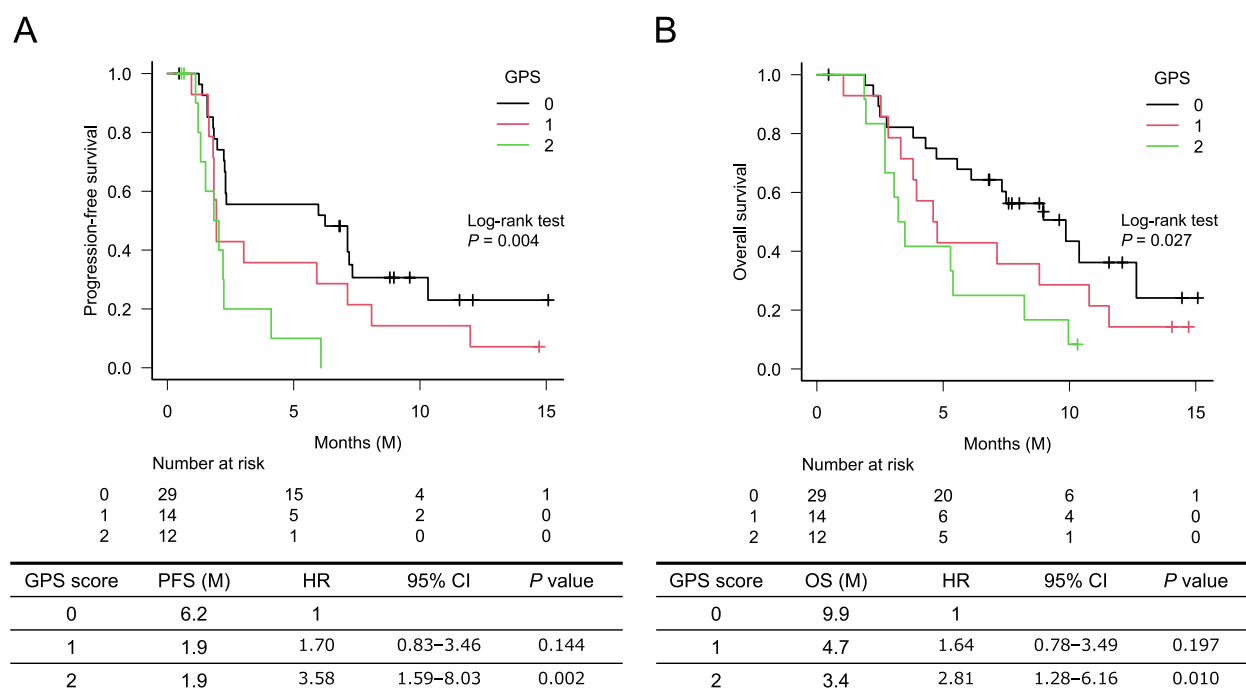 A
Progression-free survival
1.0
0.8
0.6
0.4
0.2
0.0
GPS
0
1
2
Log-rank test
P = 0.004
0 5 10 15
Months (M)
Number at risk
0 29 15 4 1
1 14 5 2 0
2 12 1 0 0
GPS score PFS (M) HR 95% CI P value
0 6.2 1
1 1.9 1.70 0.83–3.46 0.144
2 1.9 3.58 1.59–8.03 0.002
B
Overall survival
1.0
0.8
0.6
0.4
0.2
0.0
GPS
0
1
2
Log-rank test
P = 0.027
0 5 10 15
Months (M)
Number at risk
0 29 20 6 1
1 14 6 4 0
2 12 5 1 0
GPS score OS (M) HR 95% CI P value
0 9.9 1
1 4.7 1.64 0.78–3.49 0.197
2 3.4 2.81 1.28–6.16 0.010